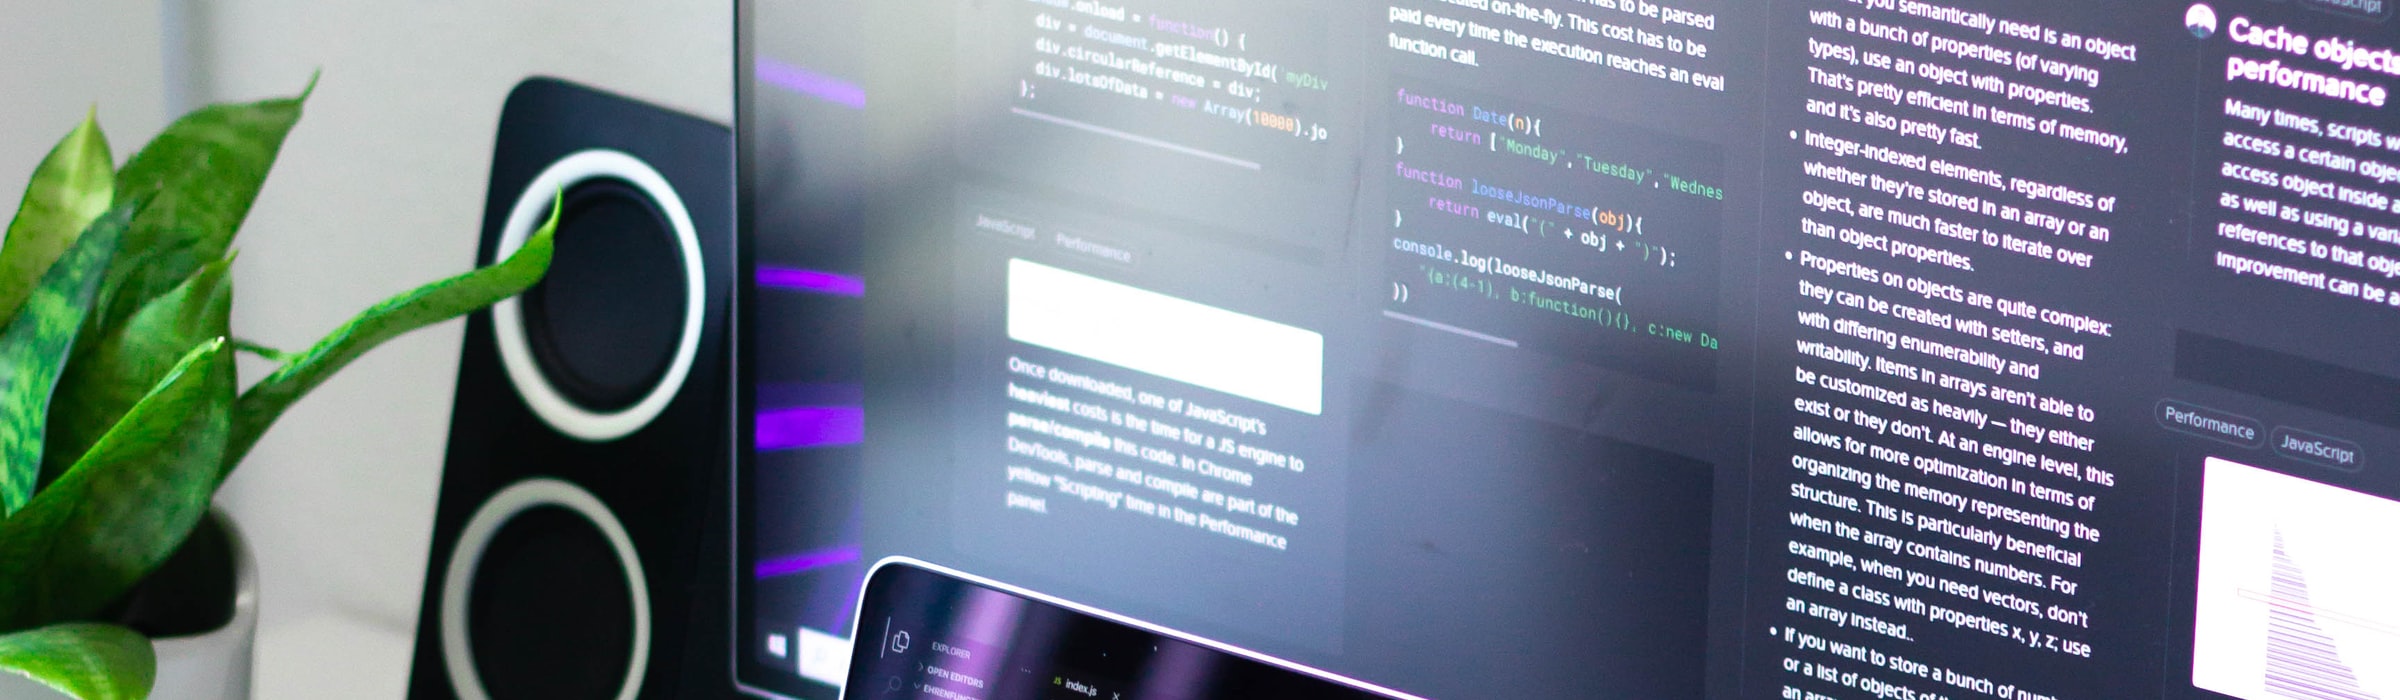 .onload = function() {
div = document.getElementById('myDiv
div.circularReference = div;
div.lotsOfData = new Array(10000).jo
};
JavaScript Performance
Once downloaded, one of JavaScript's
heaviest costs is the time for a JS engine to
parse/compile this code. In Chrome
DevTools, parse and compile are part of the
yellow "Scripting" time in the Performance
panel.
to be parsed
on-the-fly. This cost has to be
paid every time the execution reaches an eval
function call.
function Date(n){
return ["Monday","Tuesday","Wednes
}
function looseJsonParse(obj){
return eval("(" + obj + ")");
}
console.log(looseJsonParse(
"{a:(4-1), b:function(){}, c:new Da
))
you semantically need is an object
with a bunch of properties (of varying
types), use an object with properties.
That's pretty efficient in terms of memory,
and it's also pretty fast.
• Integer-indexed elements, regardless of
whether they're stored in an array or an
object, are much faster to iterate over
than object properties.
• Properties on objects are quite complex:
they can be created with setters, and
with differing enumerability and
writability. Items in arrays aren't able to
be customized as heavily — they either
exist or they don't. At an engine level, this
allows for more optimization in terms of
organizing the memory representing the
structure. This is particularly beneficial
when the array contains numbers. For
example, when you need vectors, don't
define a class with properties x, y, z; use
an array instead..
• If you want to store a bunch of num
or a list of objects of
an arra
Cache objects
performance
Many times, scripts w
access a certain obje
access object inside a
as well as using a vari
references to that obje
improvement can be a
Performance JavaScript
EXPLORER
OPEN EDITORS
EHRENFUN
JS index.js